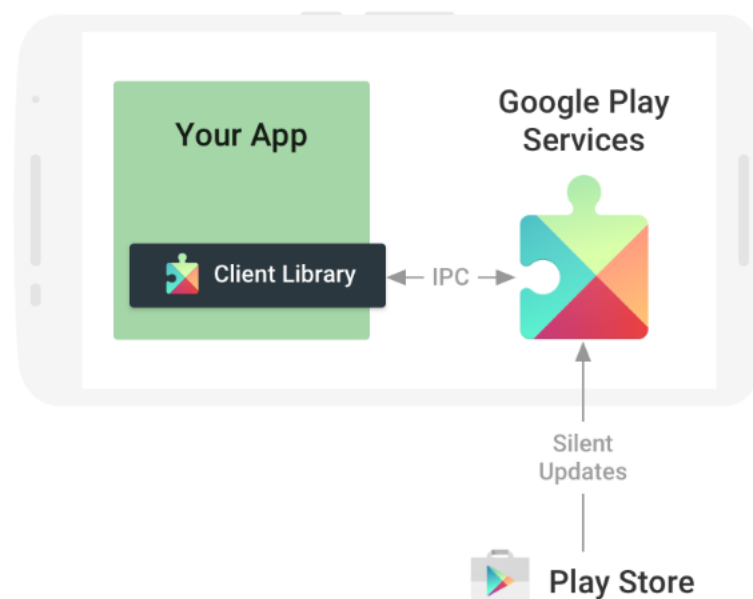 Your App
Google Play
Services
Client Library
IPC
Silent
Updates
Play Store